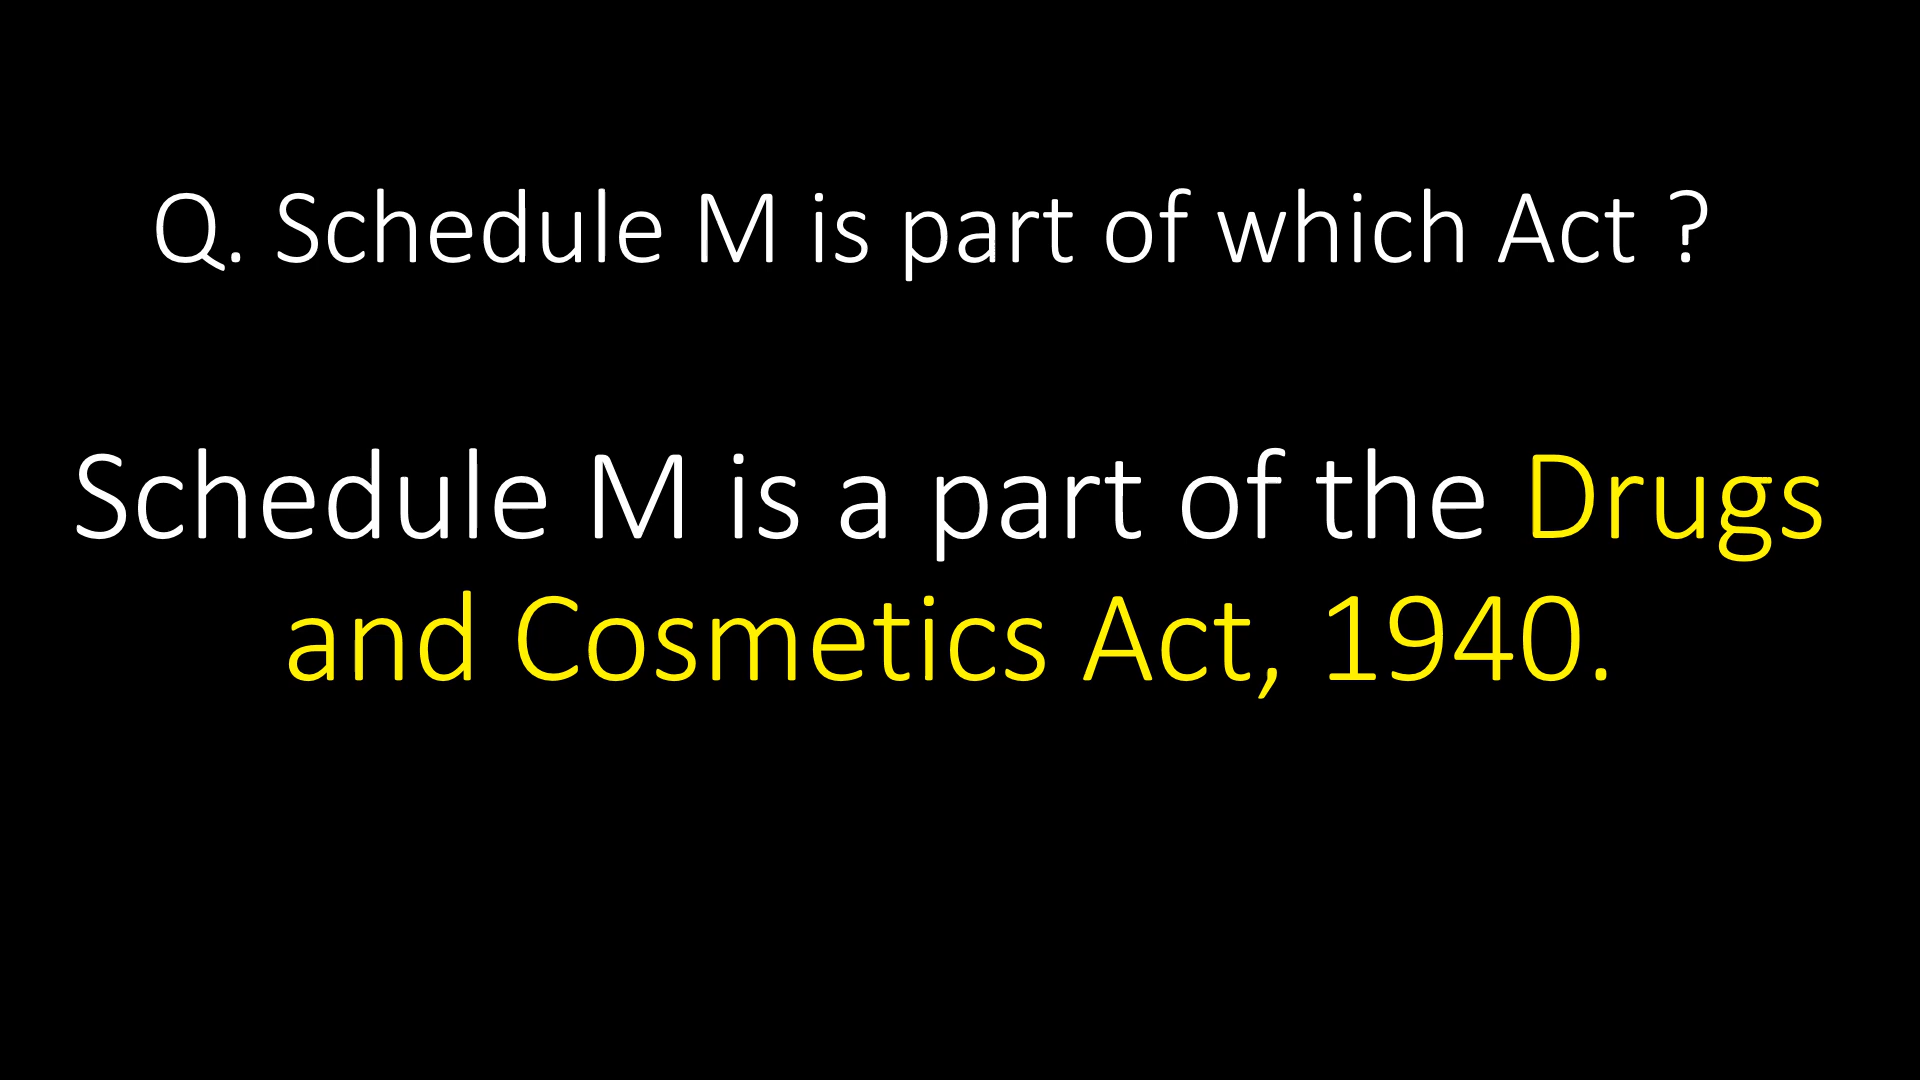 Q. Schedule M is part of which Act ?
Schedule M is a part of the Drugs
and Cosmetics Act, 1940.